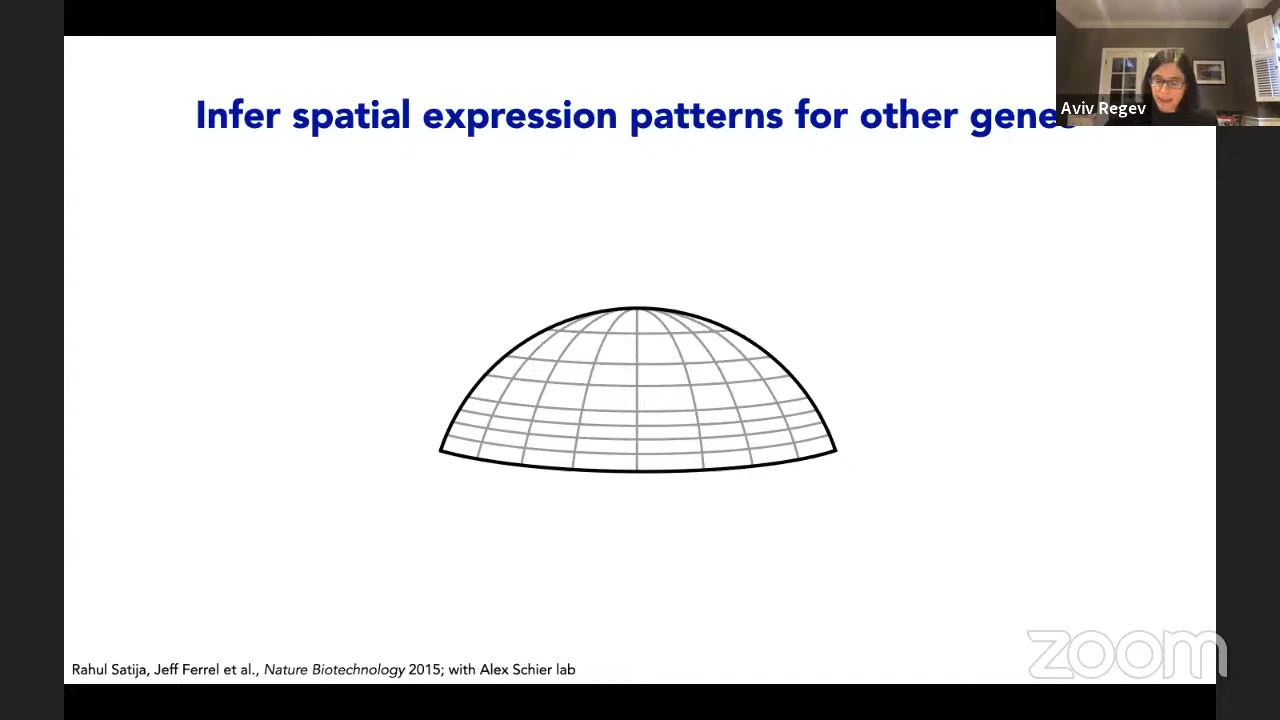 Infer spatial expression patterns for other genes
Aviv Regev
Rahul Satija, Jeff Ferrel et al., Nature Biotechnology 2015; with Alex Schier lab
zoom